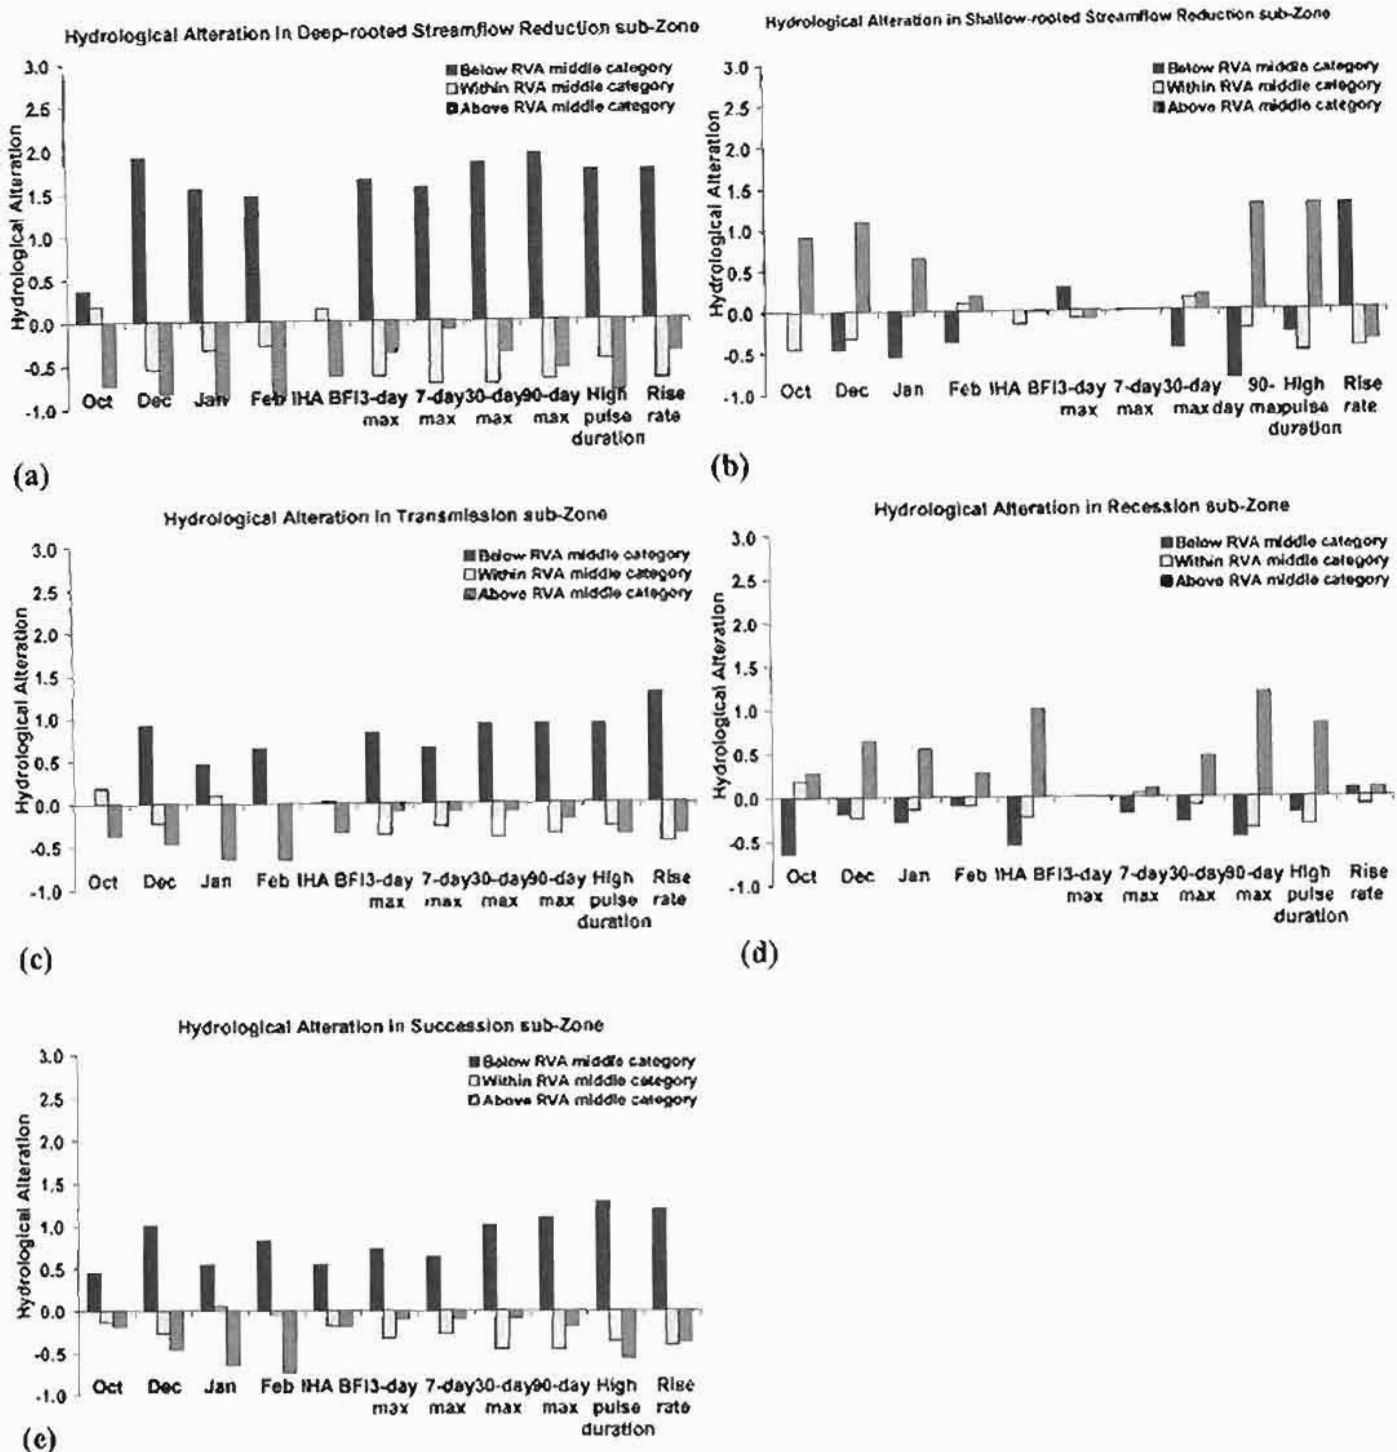 Hydrological Alteration in Deep-rooted Streamflow Reduction sub-Zone
Below RVA middle category
Within RVA middle category
Above RVA middle category
Hydrological Alteration
3.0
2.5
2.0
1.5
1.0
0.5
0.0
-0.5
-1.0
Oct Dec Jan Feb IHA BFI 3-day max 7-day max 30-day max 90-day max High pulse duration Rise rate
(a)
Hydrological Alteration in Shallow-rooted Streamflow Reduction sub-Zone
Below RVA middle category
Within RVA middle category
Above RVA middle category
Hydrological Alteration
3.0
2.5
2.0
1.5
1.0
0.5
0.0
-0.5
-1.0
Oct Dec Jan Feb IHA BFI 3-day max 7-day max 30-day max 90-day max High pulse duration Rise rate
(b)
Hydrological Alteration in Transmission sub-Zone
Below RVA middle category
Within RVA middle category
Above RVA middle category
Hydrological Alteration
3.0
2.5
2.0
1.5
1.0
0.5
0.0
-0.5
-1.0
Oct Dec Jan Feb IHA BFI 3-day max 7-day max 30-day max 90-day max High pulse duration Rise rate
(c)
Hydrological Alteration in Recession sub-Zone
Below RVA middle category
Within RVA middle category
Above RVA middle category
Hydrological Alteration
3.0
2.5
2.0
1.5
1.0
0.5
0.0
-0.5
-1.0
Oct Dec Jan Feb IHA BFI 3-day max 7-day max 30-day max 90-day max High pulse duration Rise rate
(d)
Hydrological Alteration in Succession sub-Zone
Below RVA middle category
Within RVA middle category
Above RVA middle category
Hydrological Alteration
3.0
2.5
2.0
1.5
1.0
0.5
0.0
-0.5
-1.0
Oct Dec Jan Feb IHA BFI 3-day max 7-day max 30-day max 90-day max High pulse duration Rise rate
(e)